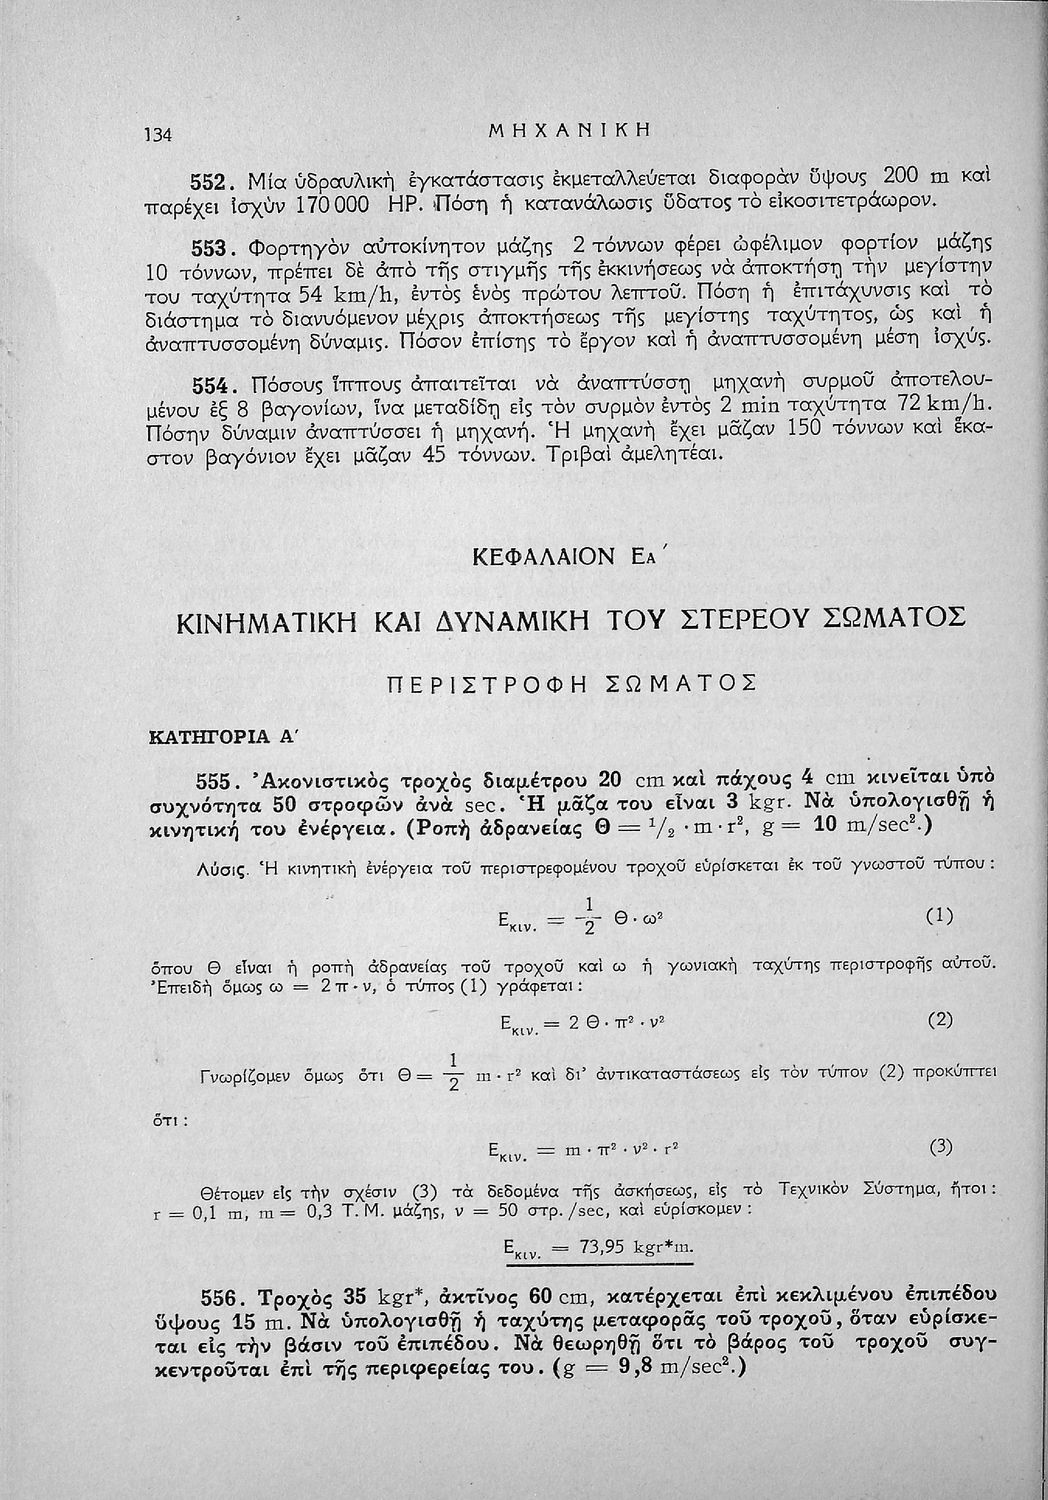 134
ΜΗΧΑΝΙΚΗ
552. Μία ὑδραυλικὴ ἐγκατάστασις ἐκμεταλλεύεται διαφορὰν ὕψους 200 m καὶ
παρέχει ἰσχὺν 170 000 HP. Πόση ἡ κατανάλωσις ὕδατος τὸ εἰκοσιτετράωρον.
553. Φορτηγὸν αὐτοκίνητον μάζης 2 τόννων φέρει ὠφέλιμον φορτίον μάζης
10 τόννων, πρέπει δὲ ἀπὸ τῆς στιγμῆς τῆς ἐκκινήσεως νὰ ἀποκτήσῃ τὴν μεγίστην
του ταχύτητα 54 km/h, ἐντὸς ἑνὸς πρώτου λεπτοῦ. Πόση ἡ ἐπιτάχυνσις καὶ τὸ
διάστημα τὸ διανυόμενον μέχρις ἀποκτήσεως τῆς μεγίστης ταχύτητος, ὡς καὶ ἡ
ἀναπτυσσομένη δύναμις. Πόσον ἐπίσης τὸ ἔργον καὶ ἡ ἀναπτυσσομένη μέση ἰσχύς.
554. Πόσους ἵππους ἀπαιτεῖται νὰ ἀναπτύσσῃ μηχανὴ συρμοῦ ἀποτελου-
μένου ἐξ 8 βαγονίων, ἵνα μεταδίδῃ εἰς τὸν συρμὸν ἐντὸς 2 min ταχύτητα 72 km/h.
Πόσην δύναμιν ἀναπτύσσει ἡ μηχανή. Ἡ μηχανὴ ἔχει μᾶζαν 150 τόννων καὶ ἕκα-
στον βαγόνιον ἔχει μᾶζαν 45 τόννων. Τριβαὶ ἀμελητέαι.
ΚΕΦΑΛΑΙΟΝ ΕΑ΄
ΚΙΝΗΜΑΤΙΚΗ ΚΑΙ ΔΥΝΑΜΙΚΗ ΤΟΥ ΣΤΕΡΕΟΥ ΣΩΜΑΤΟΣ
ΠΕΡΙΣΤΡΟΦΗ ΣΩΜΑΤΟΣ
ΚΑΤΗΓΟΡΙΑ Α΄
555. Ἀκονιστικὸς τροχὸς διαμέτρου 20 cm καὶ πάχους 4 cm κινεῖται ὑπὸ
συχνότητα 50 στροφῶν ἀνὰ sec. Ἡ μᾶζα του εἶναι 3 kgr. Νὰ ὑπολογισθῇ ἡ
κινητική του ἐνέργεια. (Ροπὴ ἀδρανείας Θ = 1/2 · m · r², g = 10 m/sec².)
Λύσις. Ἡ κινητικὴ ἐνέργεια τοῦ περιστρεφομένου τροχοῦ εὑρίσκεται ἐκ τοῦ γνωστοῦ τύπου :
Εκιν. = 1/2 Θ · ω² (1)
ὅπου Θ εἶναι ἡ ροπὴ ἀδρανείας τοῦ τροχοῦ καὶ ω ἡ γωνιακὴ ταχύτης περιστροφῆς αὐτοῦ.
Ἐπειδὴ ὅμως ω = 2 π · ν, ὁ τύπος (1) γράφεται :
Εκιν. = 2 Θ · π² · ν² (2)
Γνωρίζομεν ὅμως ὅτι Θ = 1/2 m · r² καὶ δι᾽ ἀντικαταστάσεως εἰς τὸν τύπον (2) προκύπτει
ὅτι :
Εκιν. = m · π² · ν² · r² (3)
Θέτομεν εἰς τὴν σχέσιν (3) τὰ δεδομένα τῆς ἀσκήσεως, εἰς τὸ Τεχνικὸν Σύστημα, ἤτοι :
r = 0,1 m, m = 0,3 Τ. Μ. μάζης, ν = 50 στρ. /sec, καὶ εὑρίσκομεν :
Εκιν. = 73,95 kgr*m.
556. Τροχὸς 35 kgr*, ἀκτῖνος 60 cm, κατέρχεται ἐπὶ κεκλιμένου ἐπιπέδου
ὕψους 15 m. Νὰ ὑπολογισθῇ ἡ ταχύτης μεταφορᾶς τοῦ τροχοῦ, ὅταν εὑρίσκε-
ται εἰς τὴν βάσιν τοῦ ἐπιπέδου. Νὰ θεωρηθῇ ὅτι τὸ βάρος τοῦ τροχοῦ συγ-
κεντροῦται ἐπὶ τῆς περιφερείας του. (g = 9,8 m/sec².)